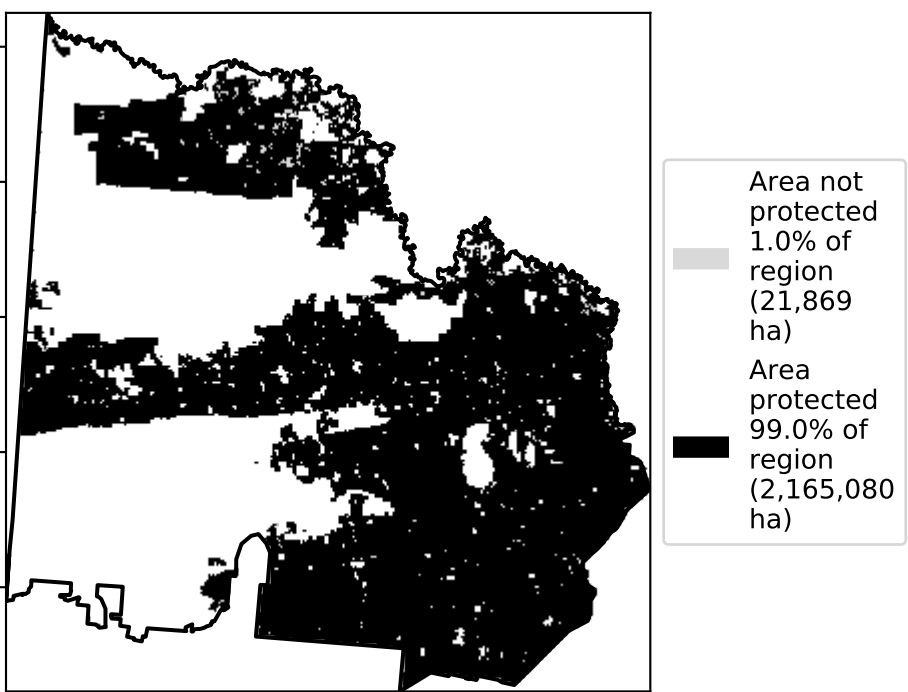 Area not
protected
1.0% of
region
(21,869
ha)
Area
protected
99.0% of
region
(2,165,080
ha)